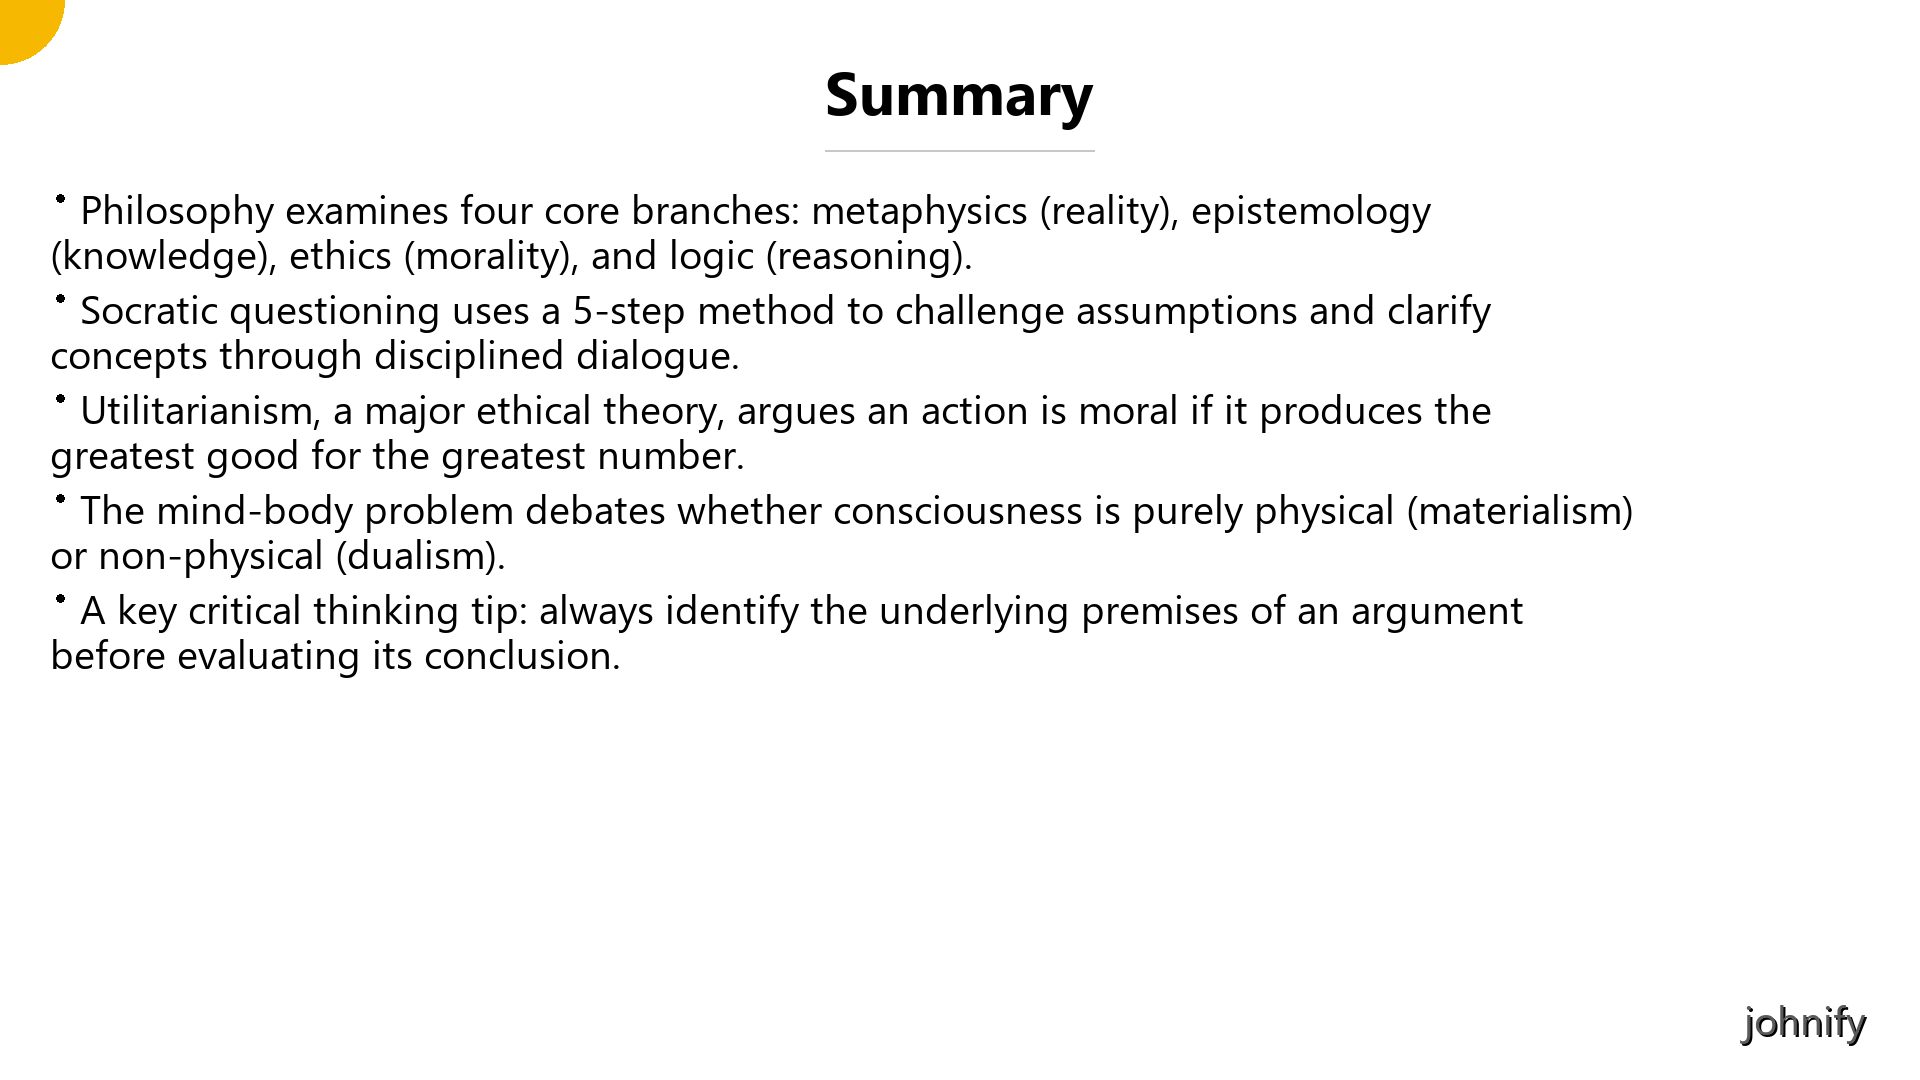 Summary
• Philosophy examines four core branches: metaphysics (reality), epistemology
(knowledge), ethics (morality), and logic (reasoning).
• Socratic questioning uses a 5-step method to challenge assumptions and clarify
concepts through disciplined dialogue.
• Utilitarianism, a major ethical theory, argues an action is moral if it produces the
greatest good for the greatest number.
• The mind-body problem debates whether consciousness is purely physical (materialism)
or non-physical (dualism).
• A key critical thinking tip: always identify the underlying premises of an argument
before evaluating its conclusion.
johnify